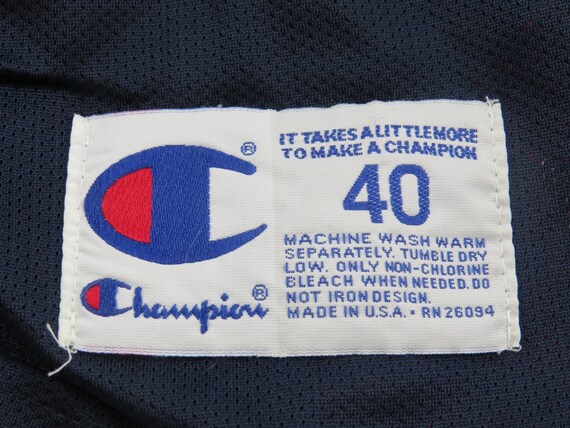 ®
Champion®
IT TAKES A LITTLE MORE
TO MAKE A CHAMPION
40
MACHINE WASH WARM
SEPARATELY. TUMBLE DRY
LOW. ONLY NON-CHLORINE
BLEACH WHEN NEEDED. DO
NOT IRON DESIGN.
MADE IN U.S.A. • RN 26094